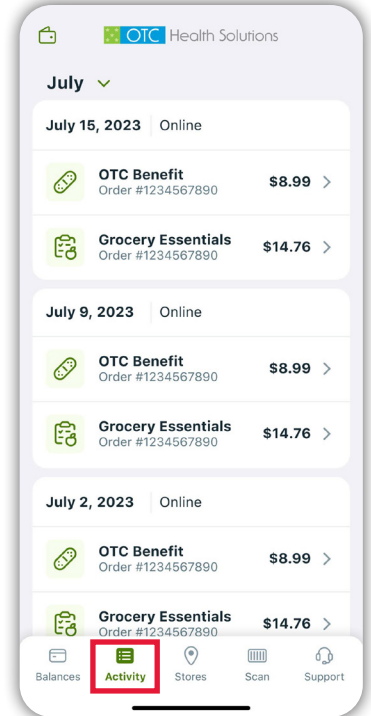 OTC Health Solutions
July
July 15, 2023 Online
OTC Benefit
Order #1234567890
$8.99
Grocery Essentials
Order #1234567890
$14.76
July 9, 2023 Online
OTC Benefit
Order #1234567890
$8.99
Grocery Essentials
Order #1234567890
$14.76
July 2, 2023 Online
OTC Benefit
Order #1234567890
$8.99
Grocery Essentials
Order #1234567890
$14.76
Balances Activity Stores Scan Support